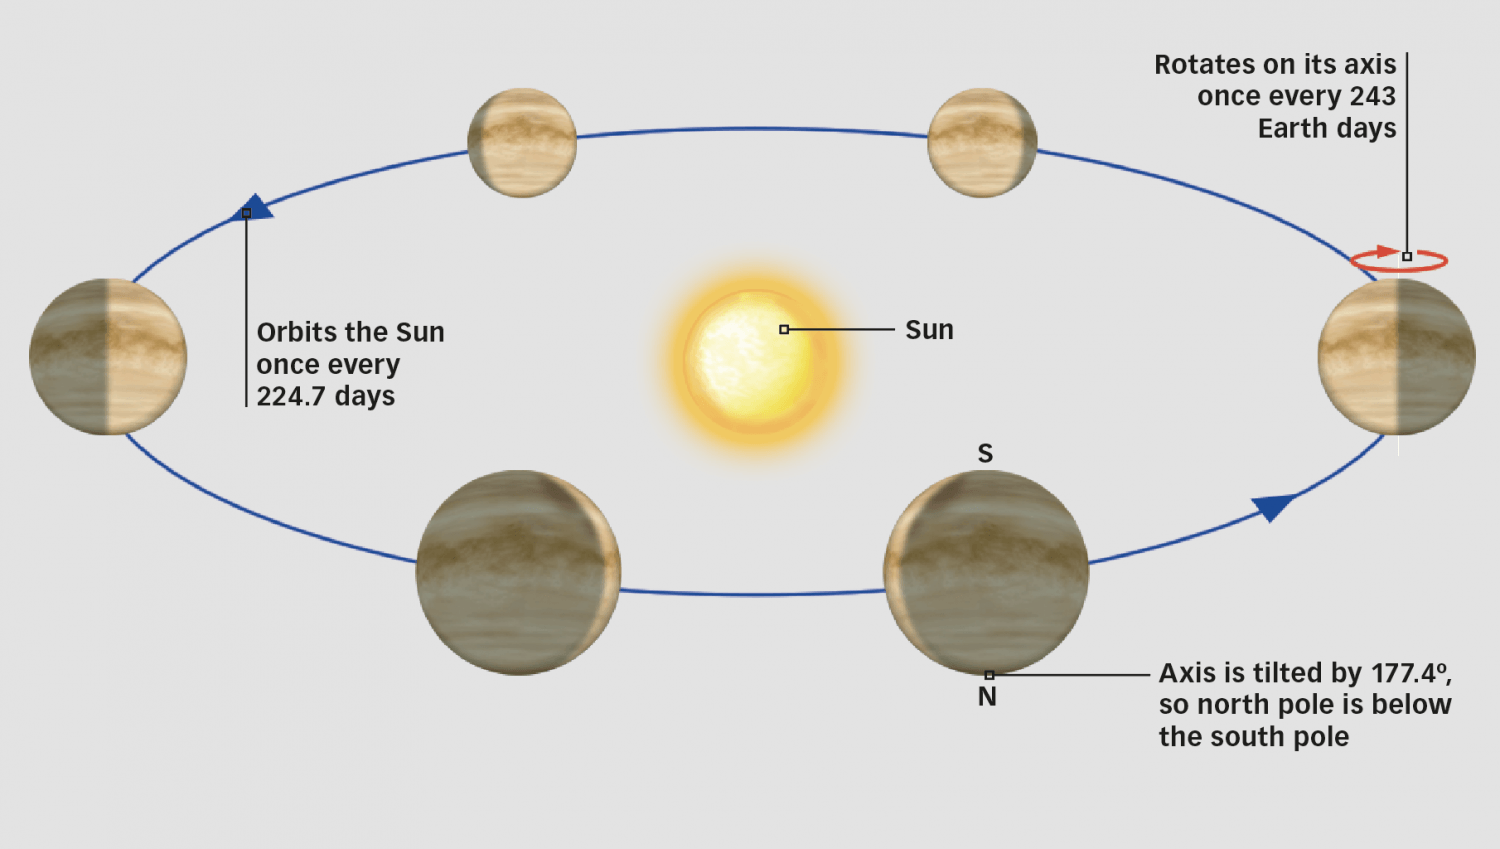 Rotates on its axis
once every 243
Earth days
Orbits the Sun
once every
224.7 days
Sun
S
N
Axis is tilted by 177.4º,
so north pole is below
the south pole